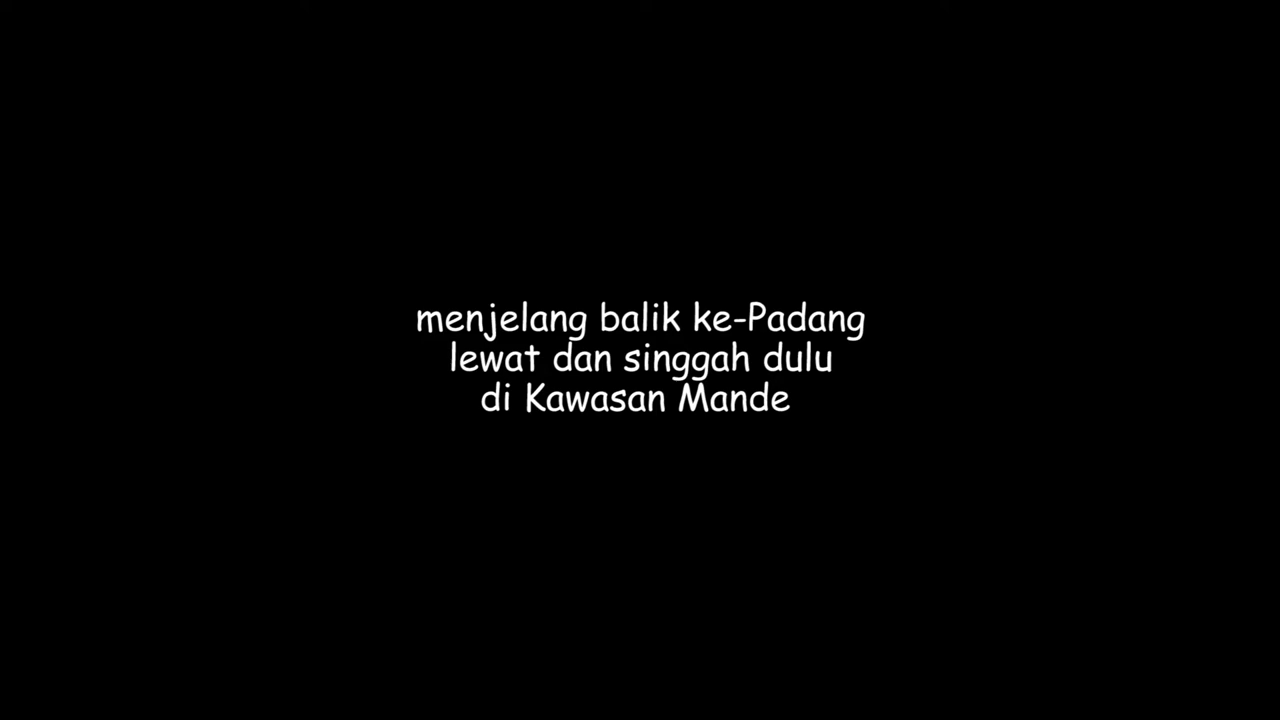 menjelang balik ke-Padang
lewat dan singgah dulu
di Kawasan Mande